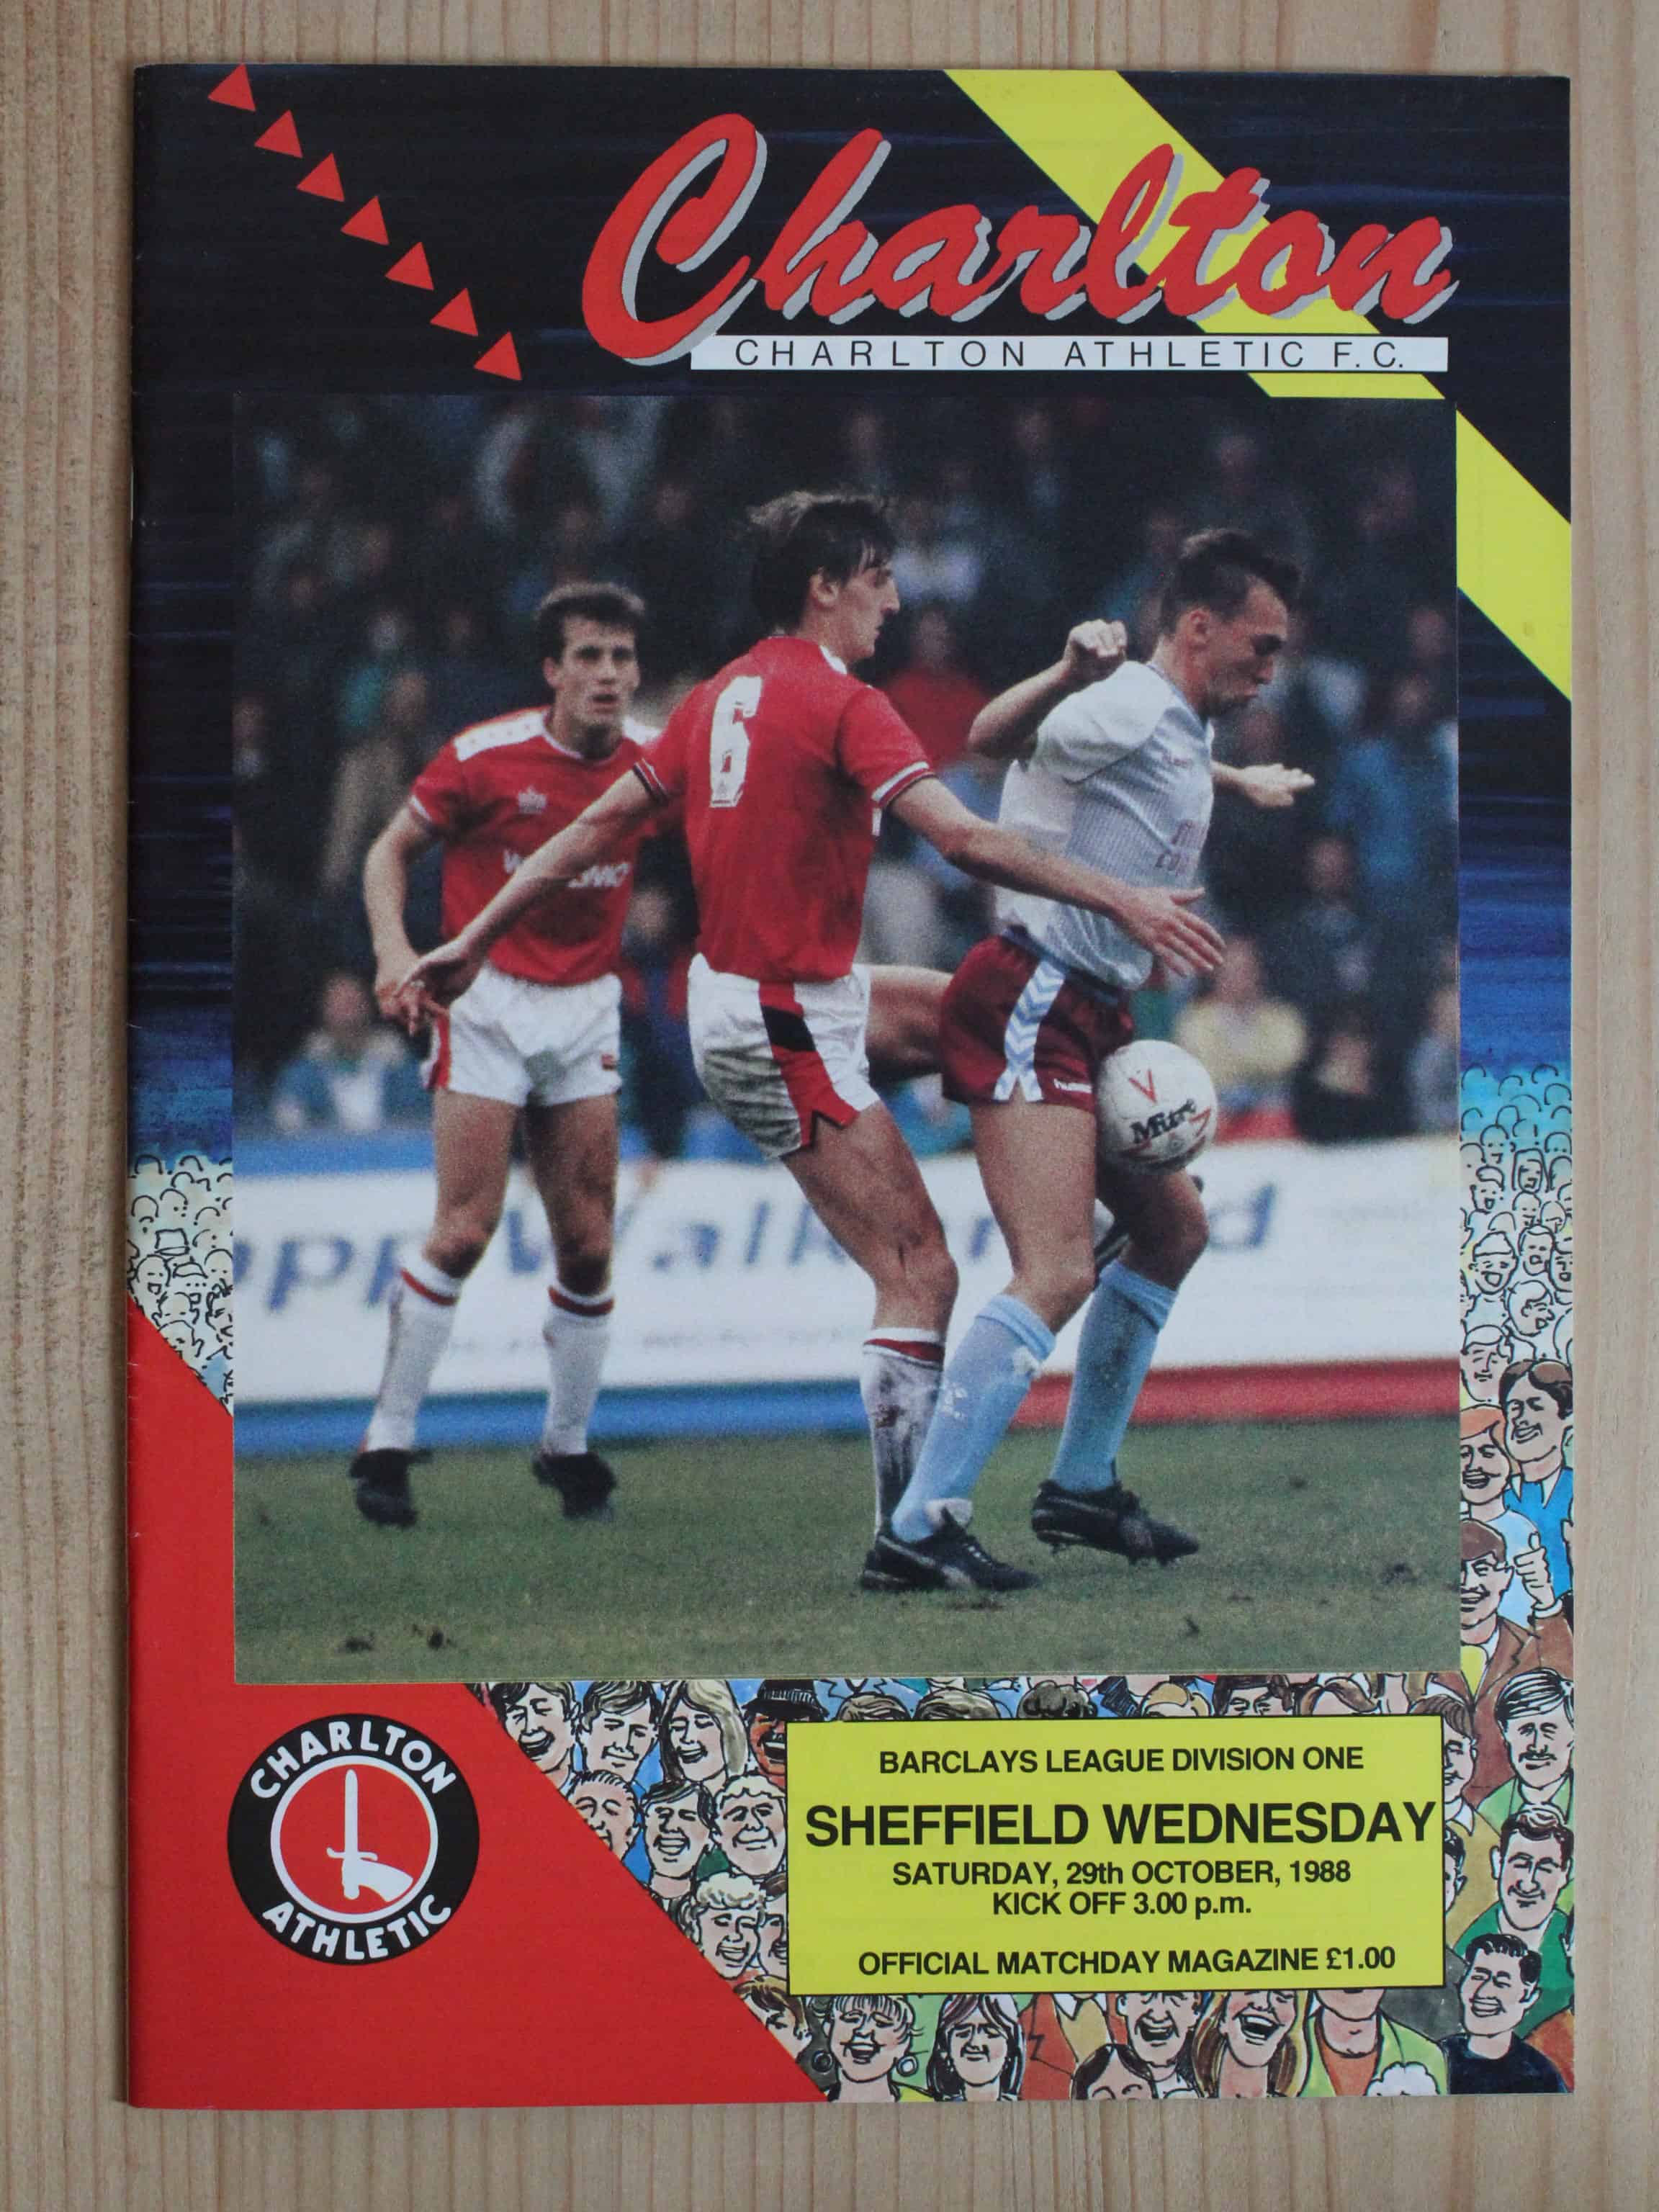 Charlton
CHARLTON ATHLETIC F.C.
6
Mitre
CHARLTON
ATHLETIC
BARCLAYS LEAGUE DIVISION ONE
SHEFFIELD WEDNESDAY
SATURDAY, 29th OCTOBER, 1988
KICK OFF 3.00 p.m.
OFFICIAL MATCHDAY MAGAZINE £1.00